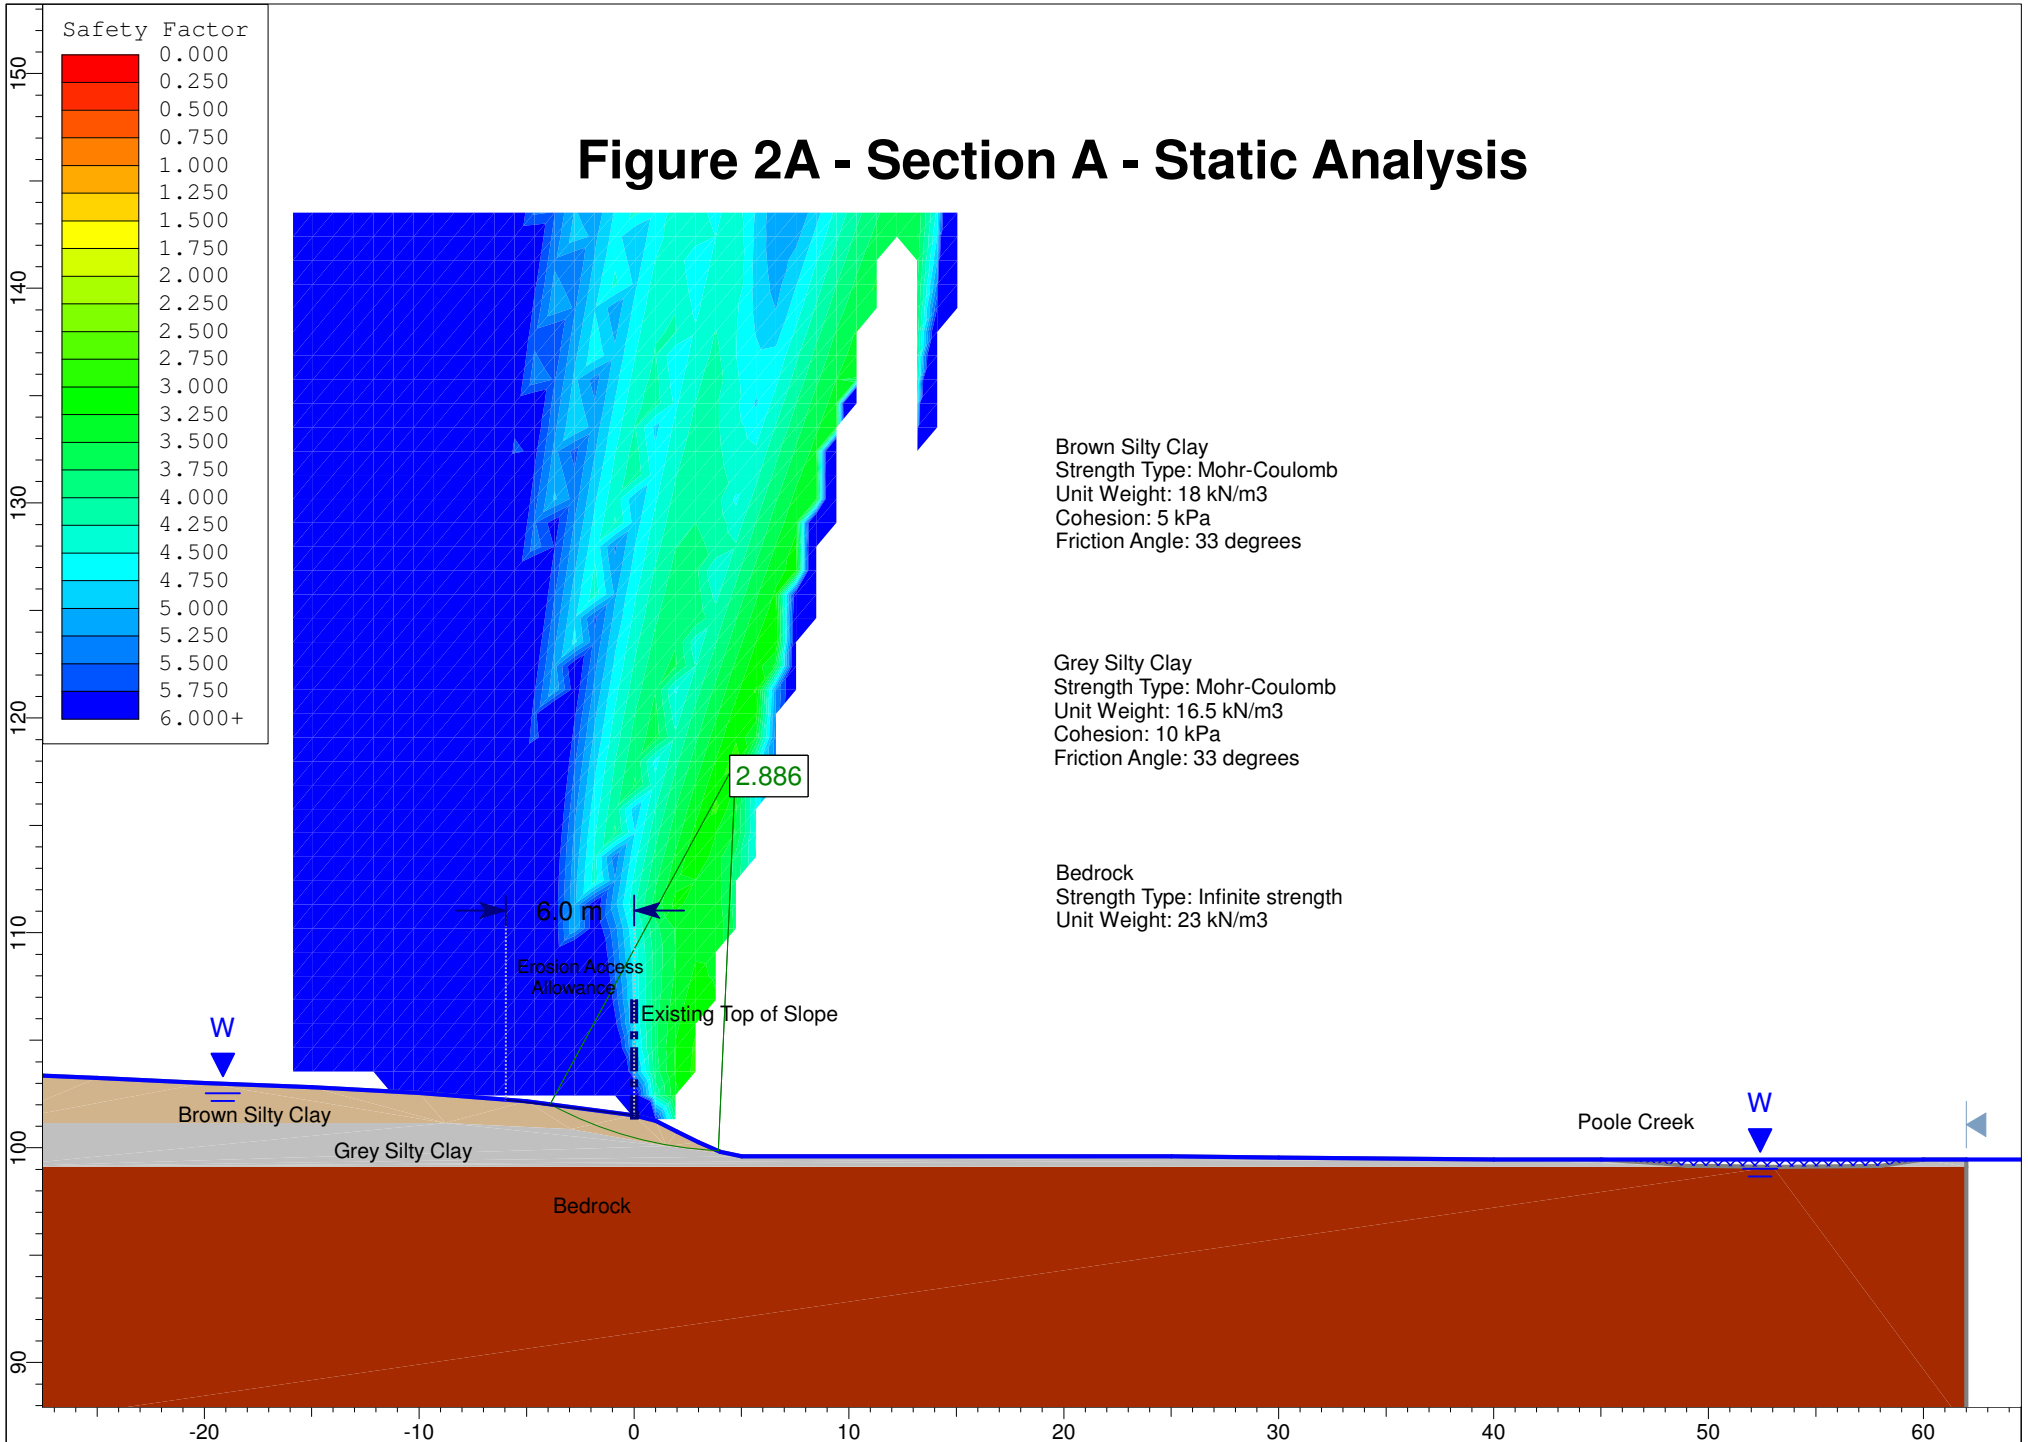 Safety Factor
0.000
0.250
0.500
0.750
1.000
1.250
1.500
1.750
2.000
2.250
2.500
2.750
3.000
3.250
3.500
3.750
4.000
4.250
4.500
4.750
5.000
5.250
5.500
5.750
6.000+
Figure 2A - Section A - Static Analysis
Brown Silty Clay
Strength Type: Mohr-Coulomb
Unit Weight: 18 kN/m3
Cohesion: 5 kPa
Friction Angle: 33 degrees
Grey Silty Clay
Strength Type: Mohr-Coulomb
Unit Weight: 16.5 kN/m3
Cohesion: 10 kPa
Friction Angle: 33 degrees
Bedrock
Strength Type: Infinite strength
Unit Weight: 23 kN/m3
2.886
6.0 m
Erosion Access
Allowance
Existing Top of Slope
W
W
Brown Silty Clay
Grey Silty Clay
Poole Creek
Bedrock
150
140
130
120
110
100
90
-20
-10
0
10
20
30
40
50
60